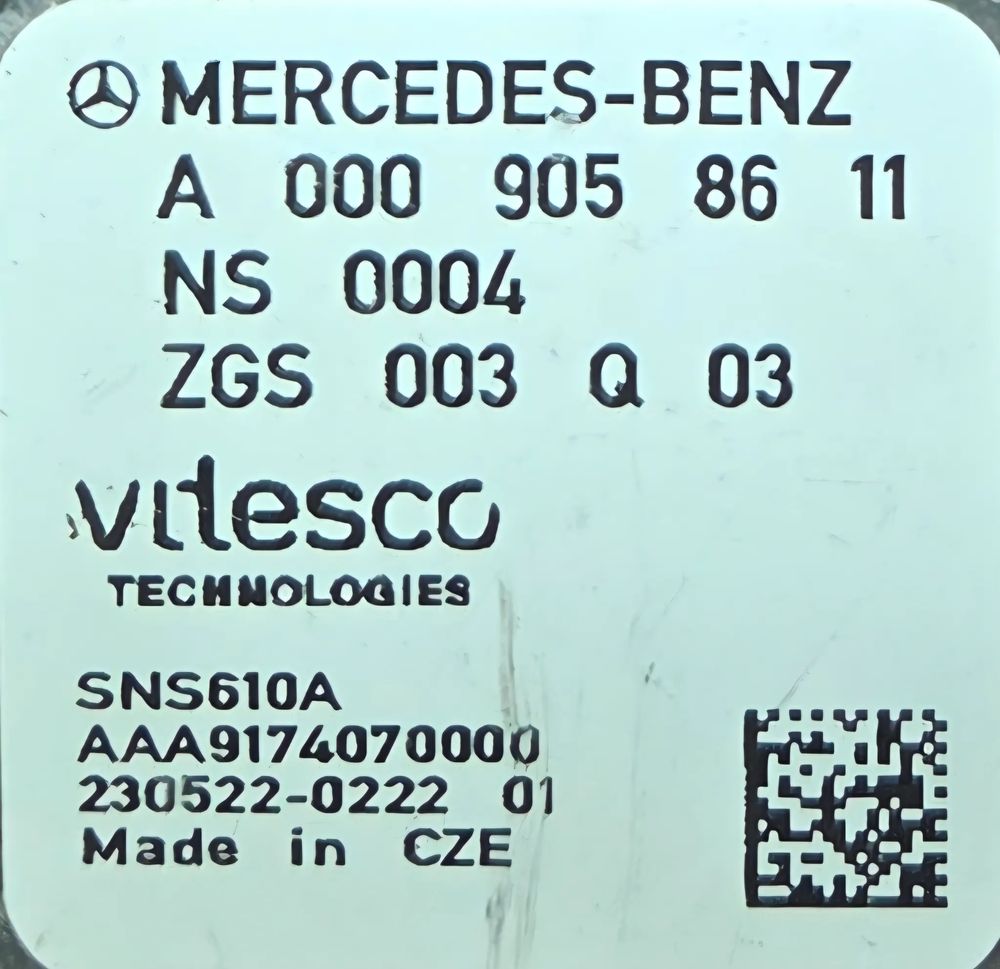 MERCEDES-BENZ
A 000 905 86 11
NS 0004
ZGS 003 Q 03
vitesco
TECHNOLOGIES
SNS610A
AAA9174070000
230522-0222 01
Made in CZE